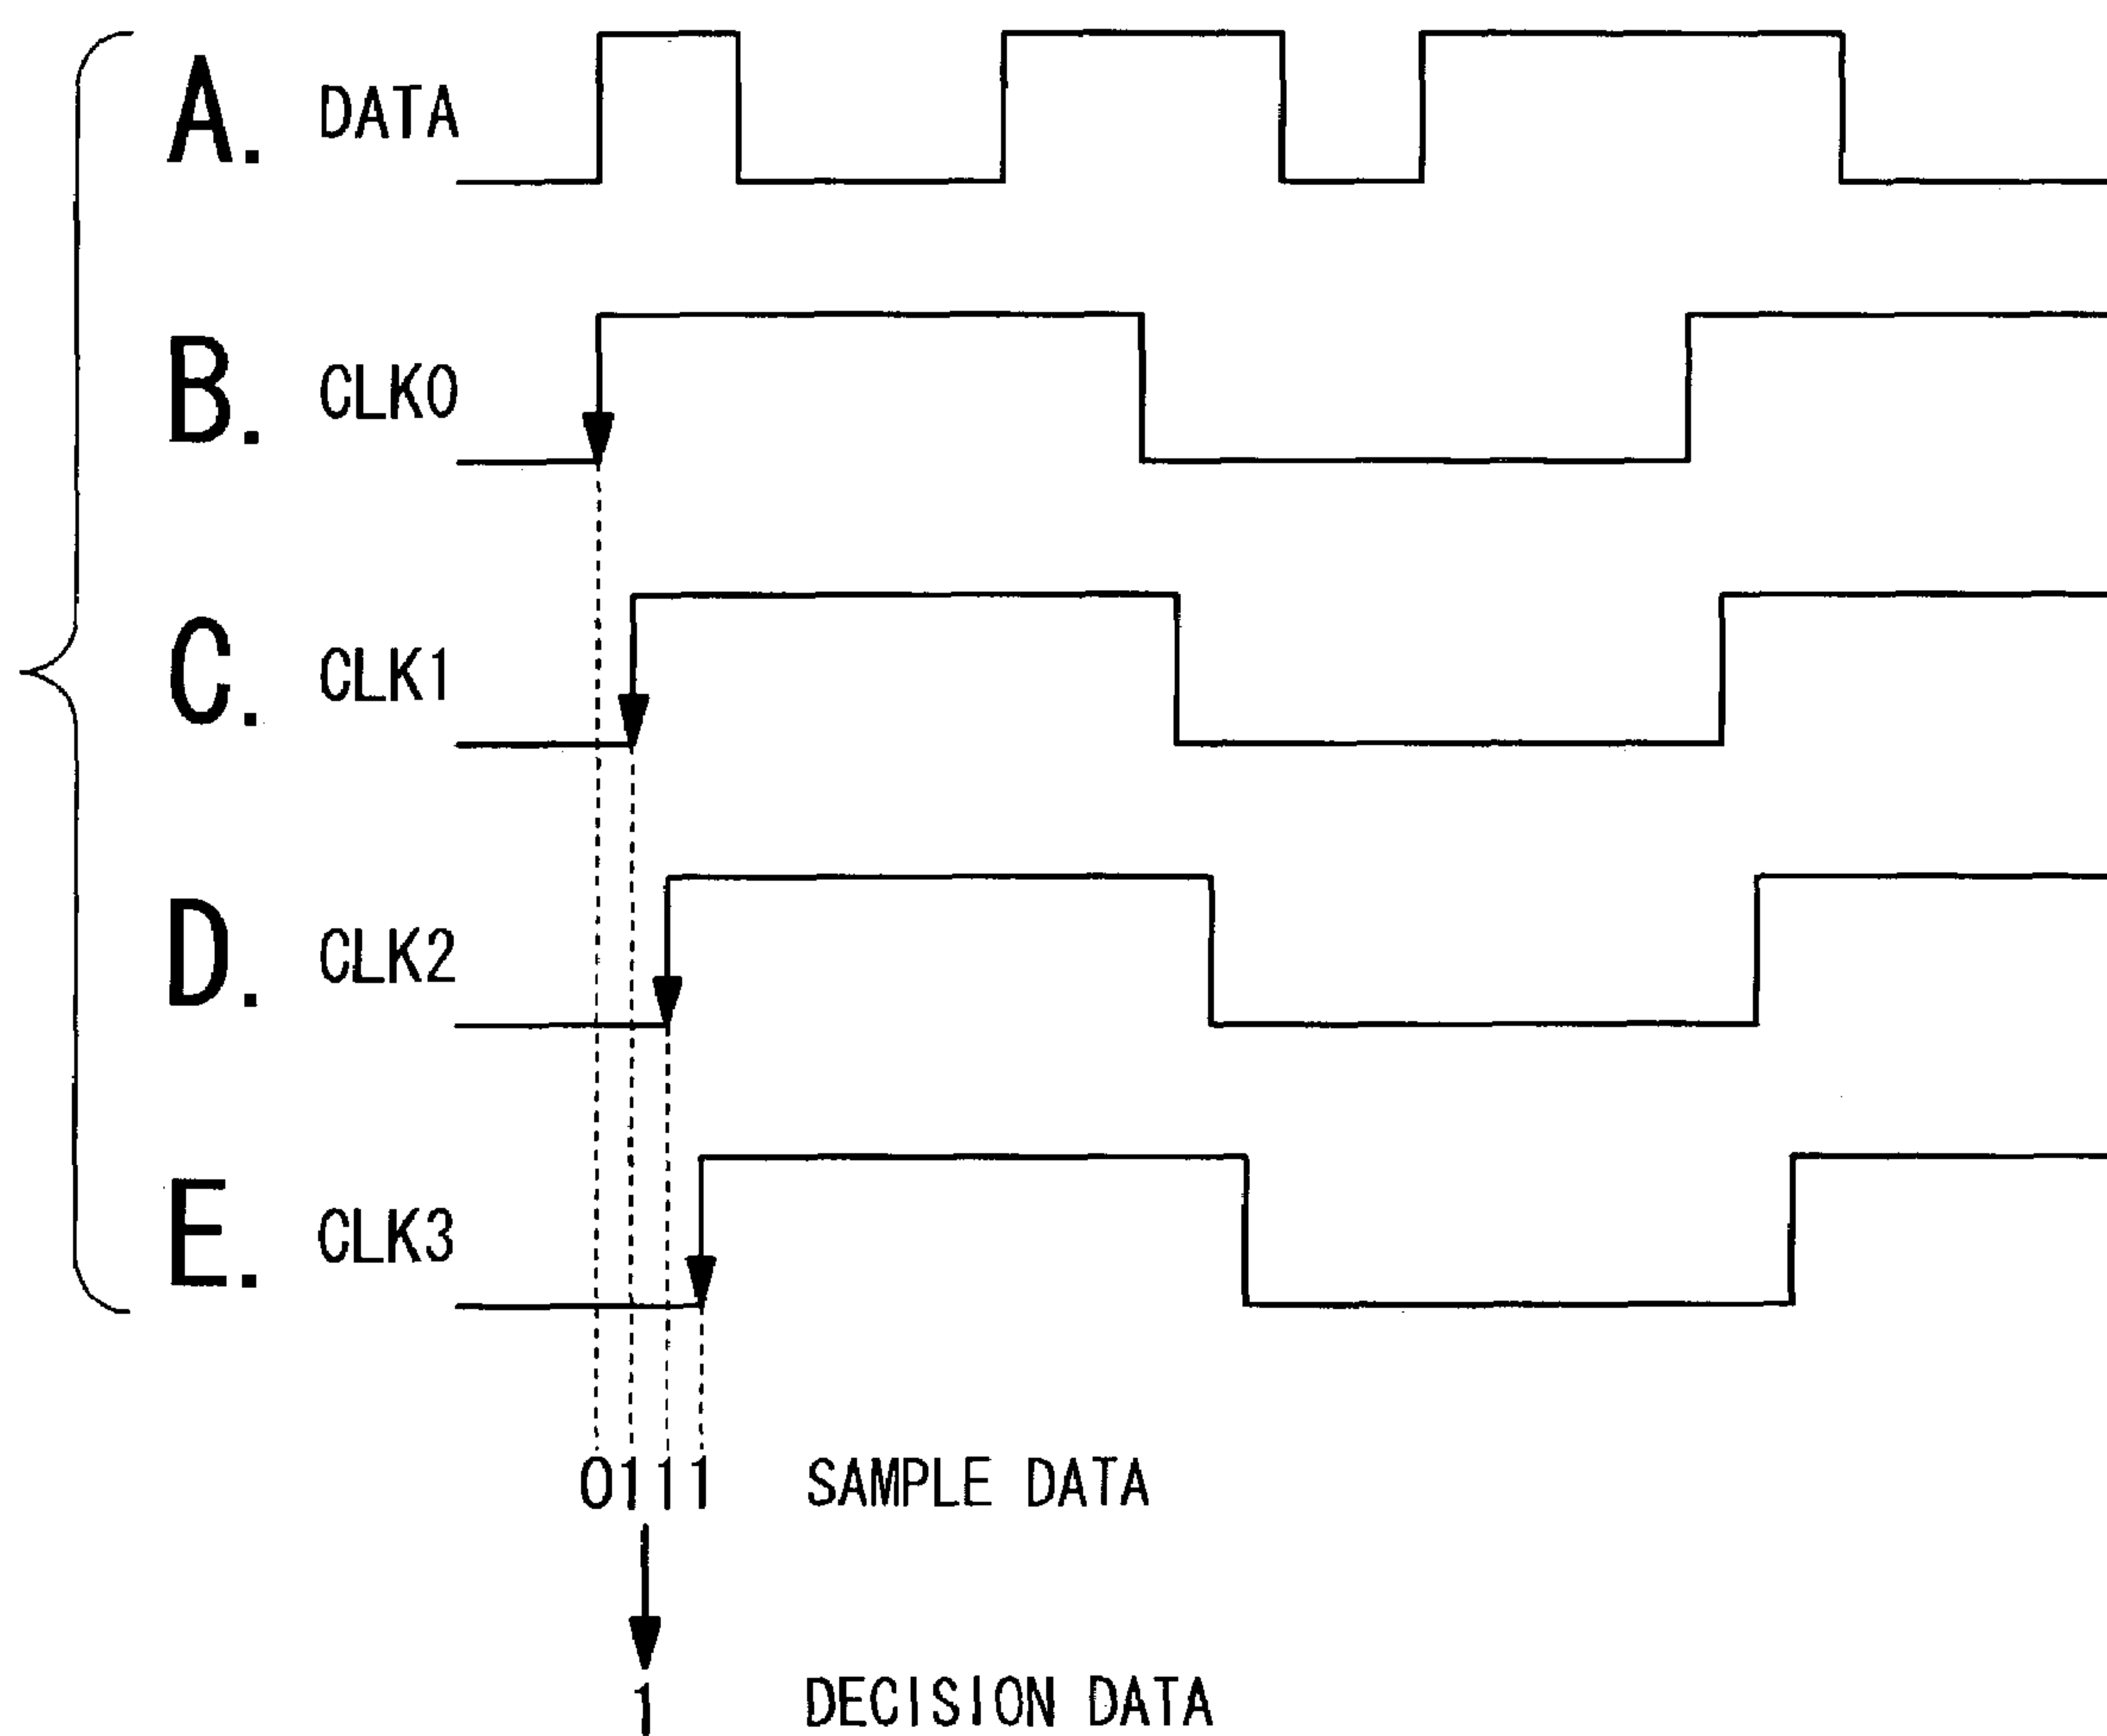 A. DATA
B. CLK0
C. CLK1
D. CLK2
E. CLK3
0111 SAMPLE DATA
1 DECISION DATA